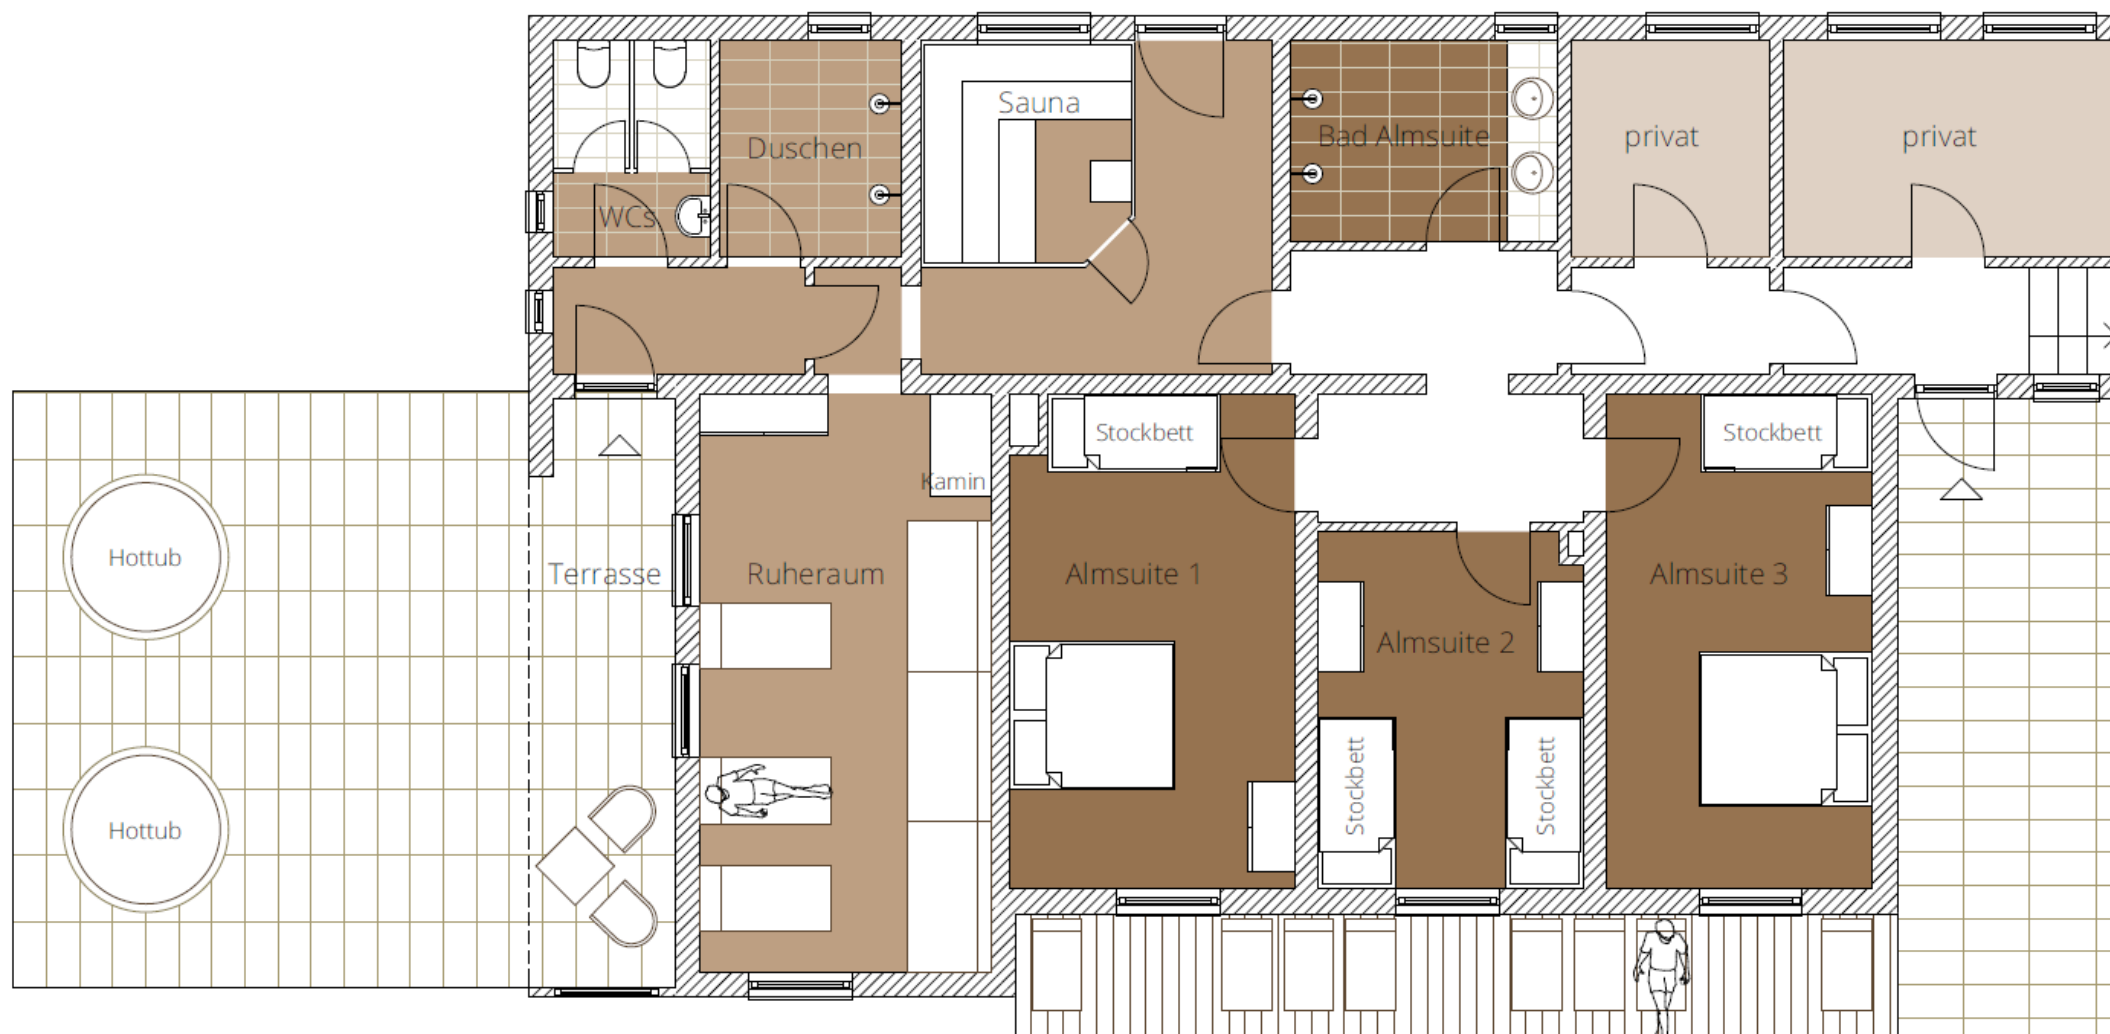 Sauna
Duschen
Bad Almsuite
privat
privat
WCs
Stockbett
Stockbett
Kamin
Hottub
Terrasse
Ruheraum
Almsuite 1
Almsuite 3
Almsuite 2
Stockbett
Stockbett
Hottub